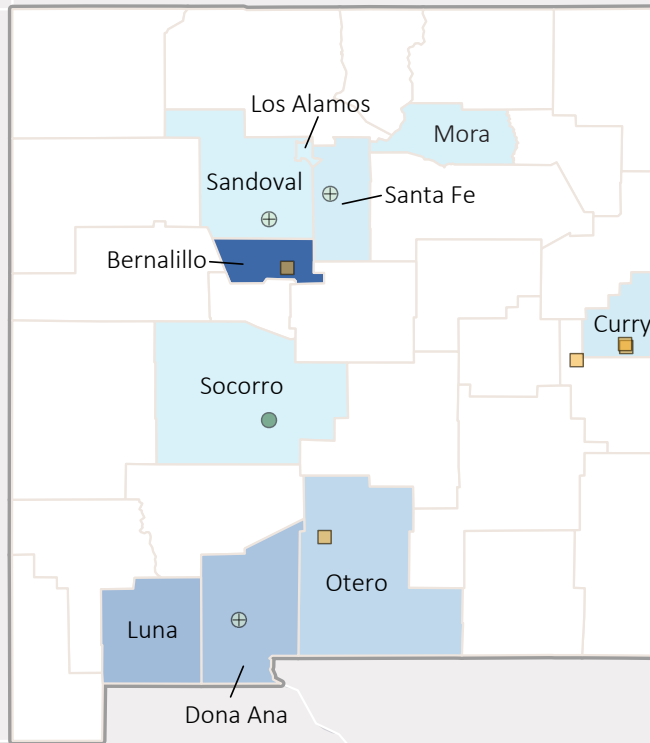 Los Alamos
Mora
Sandoval
Santa Fe
Bernalillo
Curry
Socorro
Otero
Luna
Dona Ana